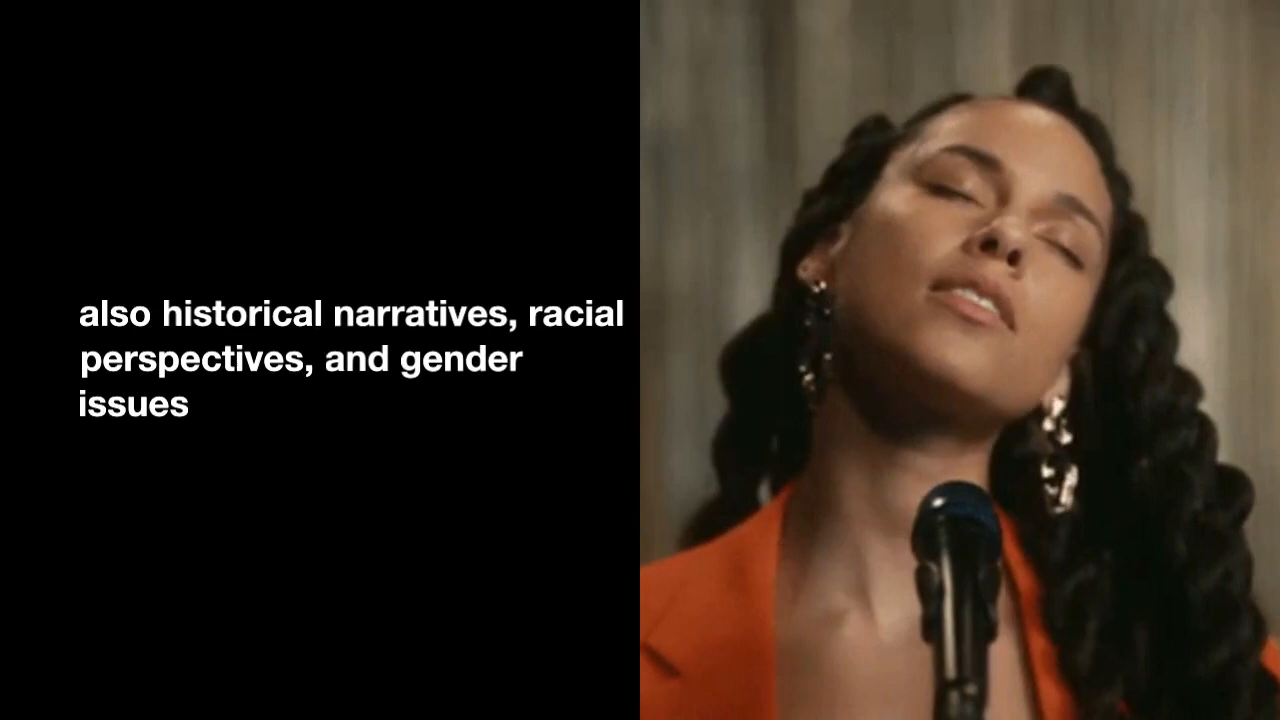 also historical narratives, racial
perspectives, and gender
issues